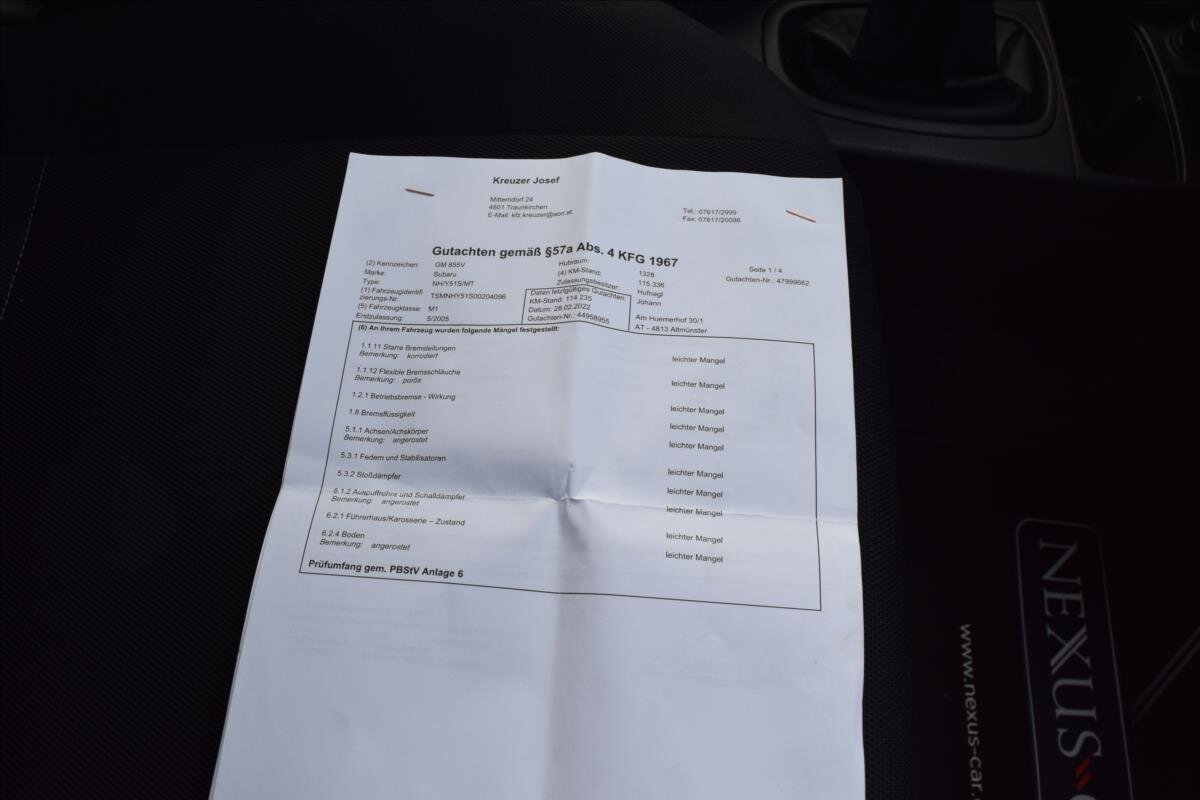 Kreuzer Josef
Mitterndorf 24
4801 Traunkirchen
E-Mail: kfz.kreuzer@aon.at
Tel.: 07617/2999
Fax: 07617/20086
Gutachten gemäß §57a Abs. 4 KFG 1967
Seite 1 / 4
Gutachten-Nr.: 47999662
(2) Kennzeichen: GM 855V
Marke: Subaru
Type: NH/Y51S/MT
(1) Fahrzeugidentifi
zierungs-Nr: TSMNHY51S00204096
(5) Fahrzeugklasse: M1
Erstzulassung: 5/2005
Hubraum: 1328
(4) KM-Stand: 115.336
Zulassungsbesitzer: Hufnagl
Johann
Am Huemerhof 30/1
AT - 4813 Altmünster
Daten letztgültiges Gutachten:
KM-Stand: 114 235
Datum: 28.02.2022
Gutachten-Nr.: 44958955
(6) An Ihrem Fahrzeug wurden folgende Mängel festgestellt:
1.1.11 Starre Bremsleitungen leichter Mangel
Bemerkung: korrodiert
1.1.12 Flexible Bremsschläuche leichter Mangel
Bemerkung: porös
1.2.1 Betriebsbremse - Wirkung leichter Mangel
1.8 Bremsflüssigkeit leichter Mangel
5.1.1 Achsen/Achskörper leichter Mangel
Bemerkung: angerostet
5.3.1 Federn und Stabilisatoren leichter Mangel
5.3.2 Stoßdämpfer leichter Mangel
6.1.2 Auspuffrohre und Schalldämpfer leichter Mangel
Bemerkung: angerostet
6.2.1 Führerhaus/Karosserie – Zustand leichter Mangel
6.2.4 Boden leichter Mangel
Bemerkung: angerostet
Prüfumfang gem. PBStV Anlage 6
NEXUS
www.nexus-car.